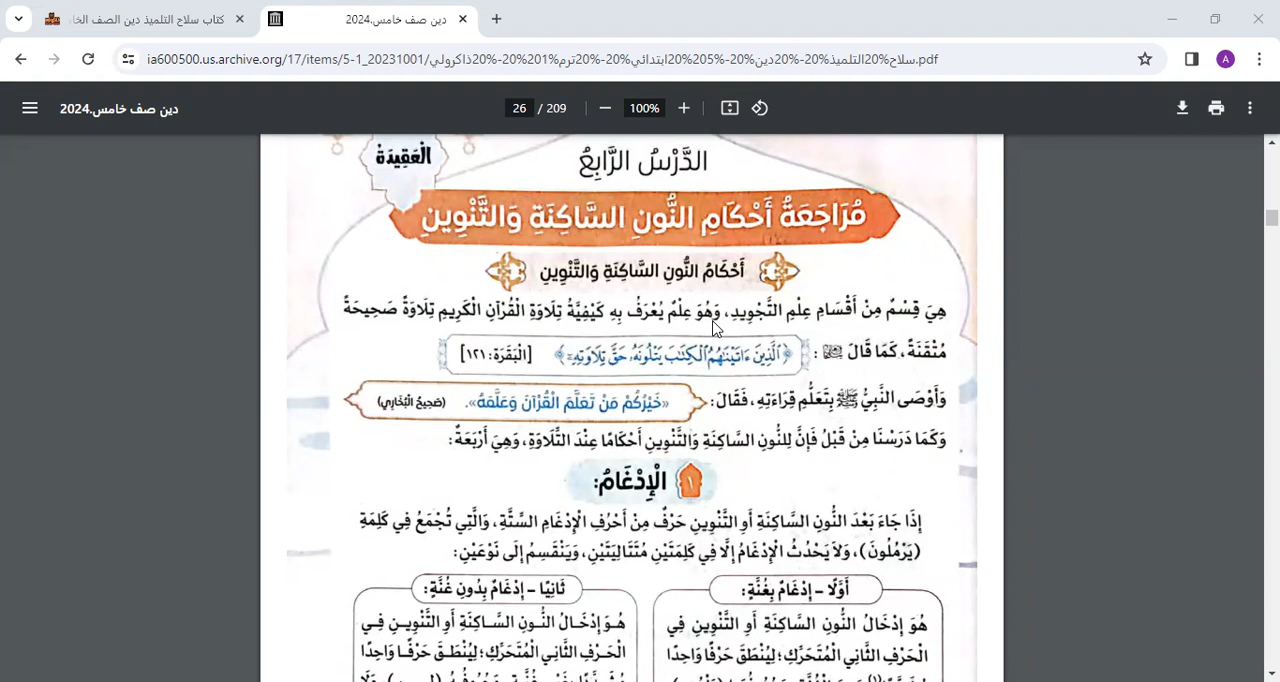 كتاب سلاح التلميذ دين الصف الخا
دين صف خامس.2024
ia600500.us.archive.org/17/items/5-1_20231001/سلاح%20التلميذ%20-%20دين%20-%205%20ابتدائي%20-%20ترم%201%20-%20ذاكرولي.pdf
A
دين صف خامس.2024
26 / 209
100%
الْعَقِيدَةُ
الدَّرْسُ الرَّابِعُ
مُرَاجَعَةُ أَحْكَامِ النُّونِ السَّاكِنَةِ وَالتَّنْوِينِ
أَحْكَامُ النُّونِ السَّاكِنَةِ وَالتَّنْوِينِ
هِيَ قِسْمٌ مِنْ أَقْسَامِ عِلْمِ التَّجْوِيدِ، وَهُوَ عِلْمٌ يُعْرَفُ بِهِ كَيْفِيَّةُ تِلَاوَةِ الْقُرْآنِ الْكَرِيمِ تِلَاوَةً صَحِيحَةً
مُتْقَنَةً، كَمَا قَالَ ﷻ: ﴿ٱلَّذِينَ ءَاتَيْنَٰهُمُ ٱلْكِتَٰبَ يَتْلُونَهُۥ حَقَّ تِلَاوَتِهِۦٓ﴾ [الْبَقَرَة: ١٢١]
وَأَوْصَى النَّبِيُّ ﷺ بِتَعَلُّمِ قِرَاءَتِهِ، فَقَالَ: «خَيْرُكُمْ مَنْ تَعَلَّمَ الْقُرْآنَ وَعَلَّمَهُ». (صَحِيحُ الْبُخَارِي)
وَكَمَا دَرَسْنَا مِنْ قَبْلُ فَإِنَّ لِلنُّونِ السَّاكِنَةِ وَالتَّنْوِينِ أَحْكَامًا عِنْدَ التِّلَاوَةِ، وَهِيَ أَرْبَعَةٌ:
١ الْإِدْغَامُ:
إِذَا جَاءَ بَعْدَ النُّونِ السَّاكِنَةِ أَوِ التَّنْوِينِ حَرْفٌ مِنْ أَحْرُفِ الْإِدْغَامِ السِّتَّةِ، وَالَّتِي تُجْمَعُ فِي كَلِمَةِ
(يَرْمُلُونَ)، وَلَا يَحْدُثُ الْإِدْغَامُ إِلَّا فِي كَلِمَتَيْنِ مُتَتَالِيَتَيْنِ، وَيَنْقَسِمُ إِلَى نَوْعَيْنِ:
أَوَّلًا - إِدْغَامٌ بِغُنَّةٍ:
هُوَ إِدْخَالُ النُّونِ السَّاكِنَةِ أَوِ التَّنْوِينِ فِي
الْحَرْفِ الثَّانِي الْمُتَحَرِّكِ؛ لِيُنْطَقَ حَرْفًا وَاحِدًا
ثَانِيًا - إِدْغَامٌ بِدُونِ غُنَّةٍ:
هُوَ إِدْخَالُ النُّونِ السَّاكِنَةِ أَوِ التَّنْوِينِ فِي
الْحَرْفِ الثَّانِي الْمُتَحَرِّكِ؛ لِيُنْطَقَ حَرْفًا وَاحِدًا